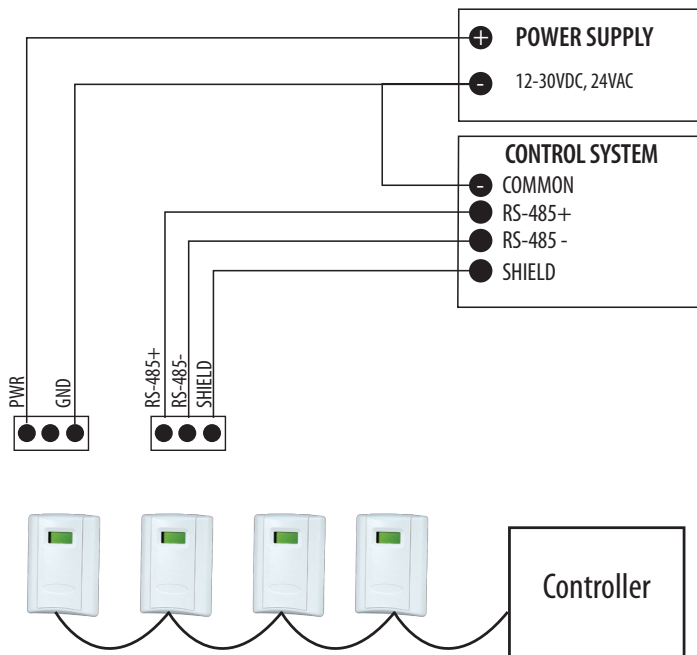 + POWER SUPPLY
- 12-30VDC, 24VAC
CONTROL SYSTEM
- COMMON
RS-485+
RS-485 -
SHIELD
PWR
GND
RS-485+
RS-485-
SHIELD
Controller